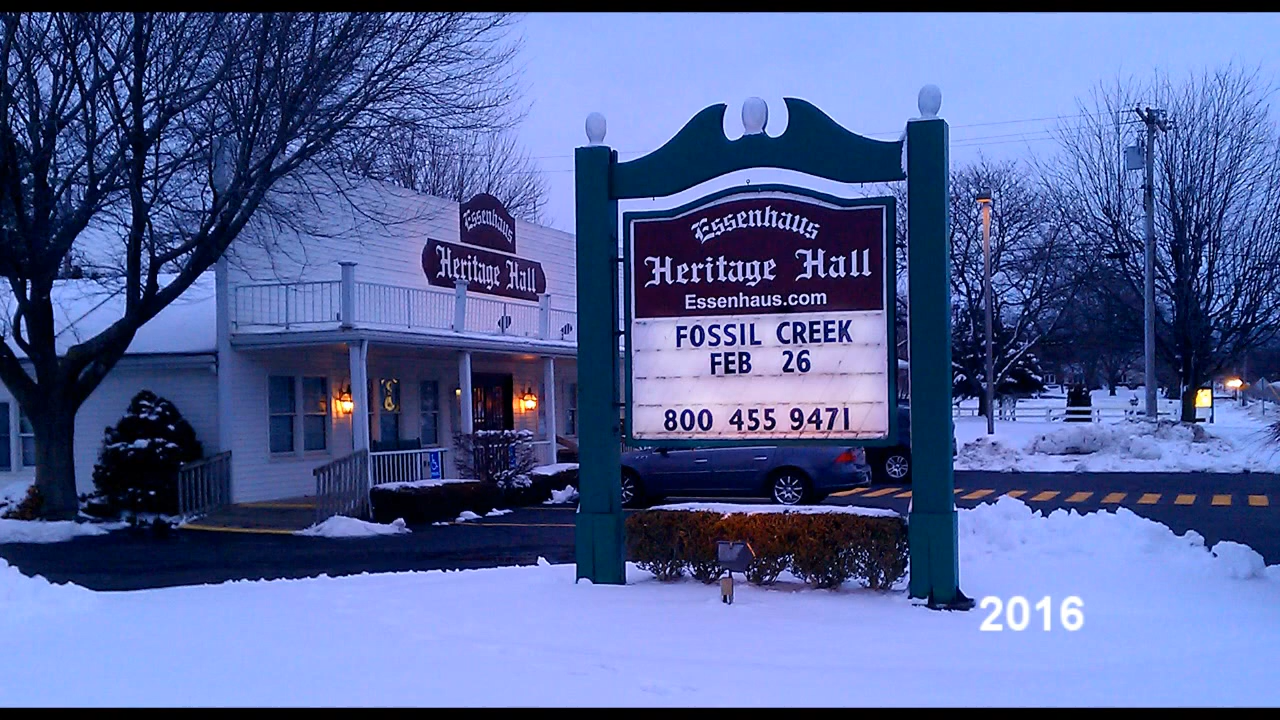 Essenhaus
Heritage Hall
Essenhaus
Heritage Hall
Essenhaus.com
FOSSIL CREEK
FEB 26
800 455 9471
2016